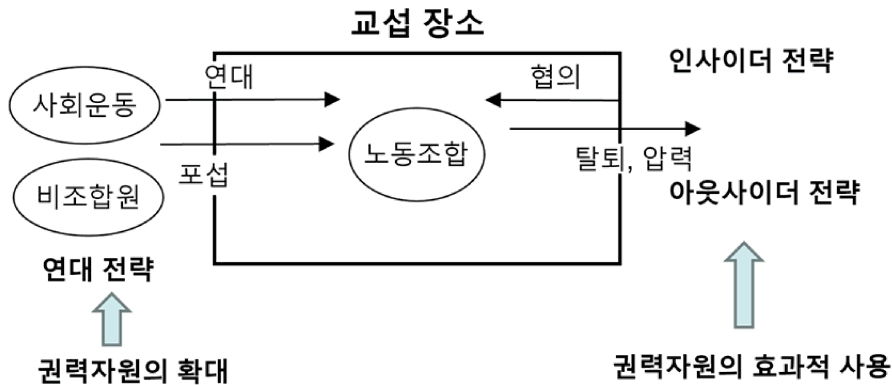 교섭 장소
인사이더 전략
연대
협의
사회운동
노동조합
포섭
탈퇴, 압력
비조합원
아웃사이더 전략
연대 전략
권력자원의 확대
권력자원의 효과적 사용